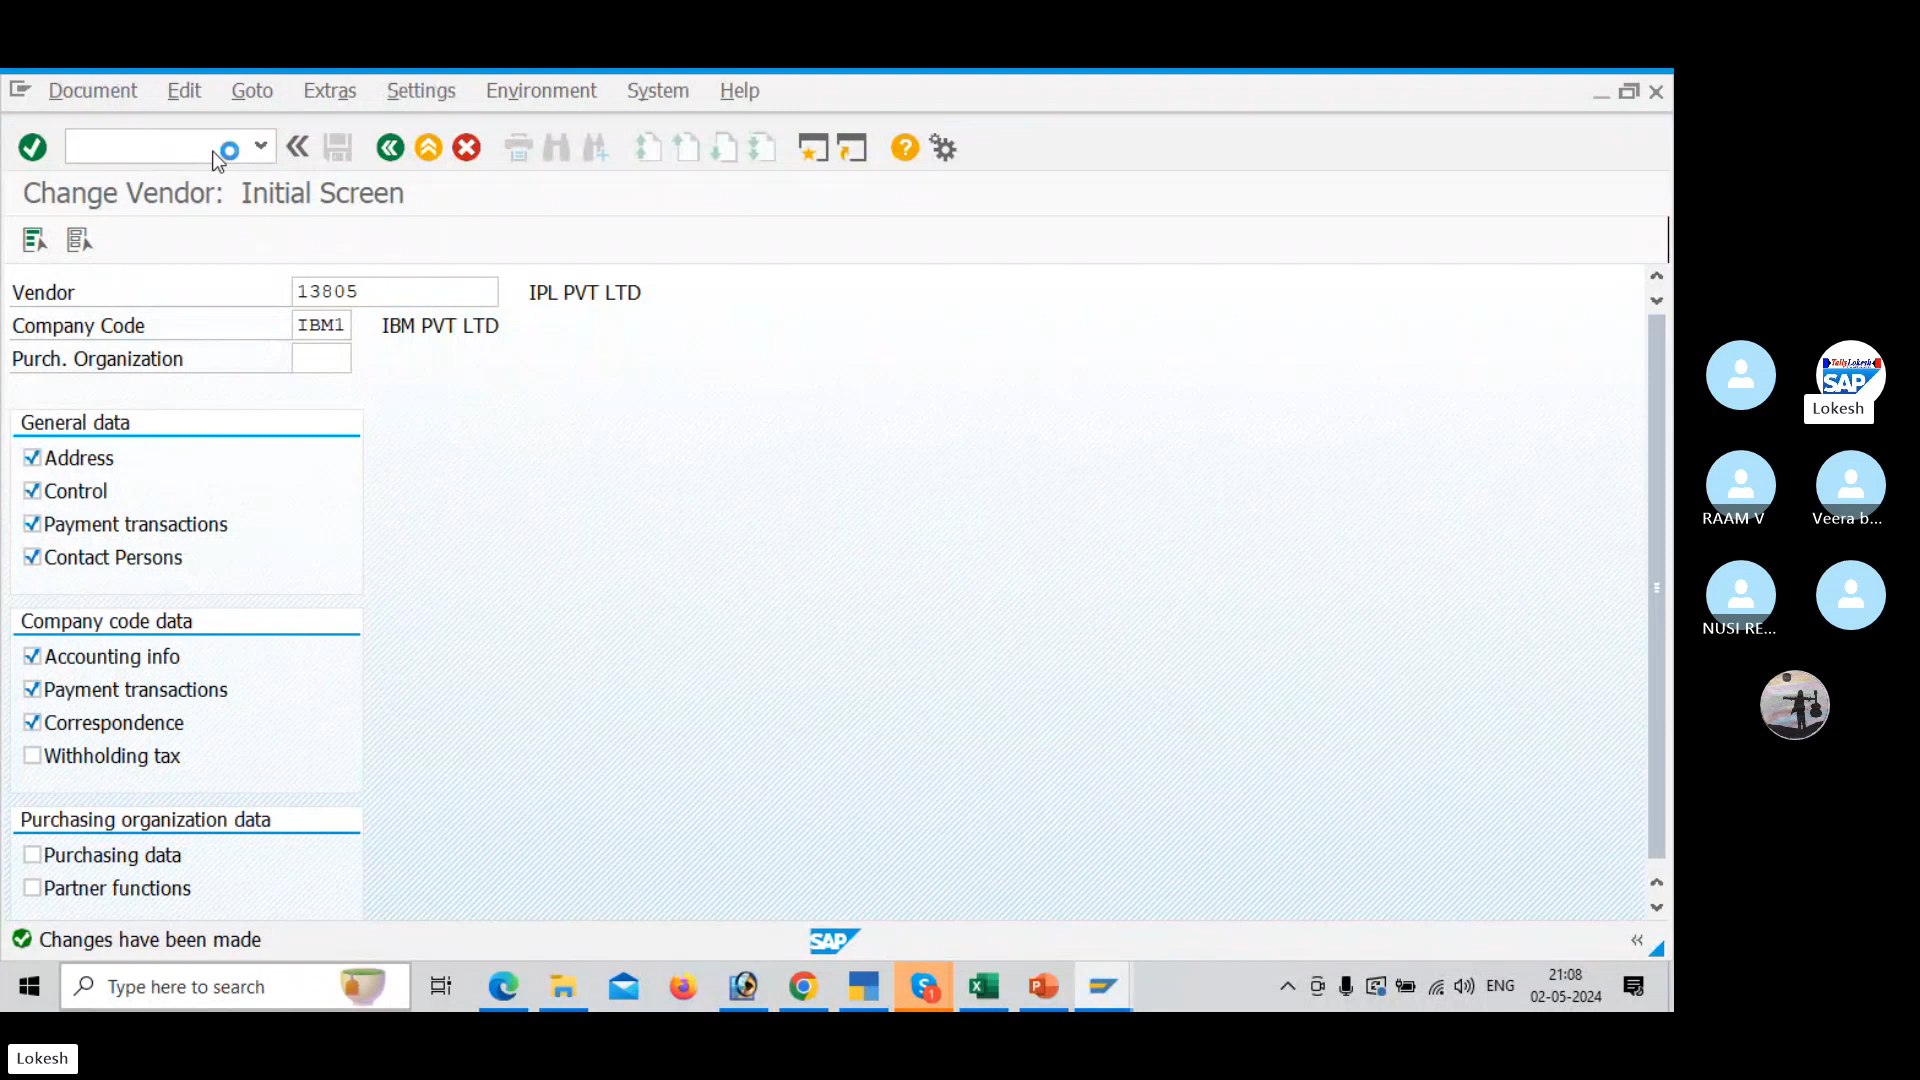 Document Edit Goto Extras Settings Environment System Help
Change Vendor: Initial Screen
Vendor 13805 IPL PVT LTD
Company Code IBM1 IBM PVT LTD
Purch. Organization
General data
Address
Control
Payment transactions
Contact Persons
Company code data
Accounting info
Payment transactions
Correspondence
Withholding tax
Purchasing organization data
Purchasing data
Partner functions
Changes have been made
SAP
Type here to search
1
ENG
21:08
02-05-2024
TallyLokesh
SAP
Lokesh
RAAM V
Veera b...
NUSI RE...
Lokesh